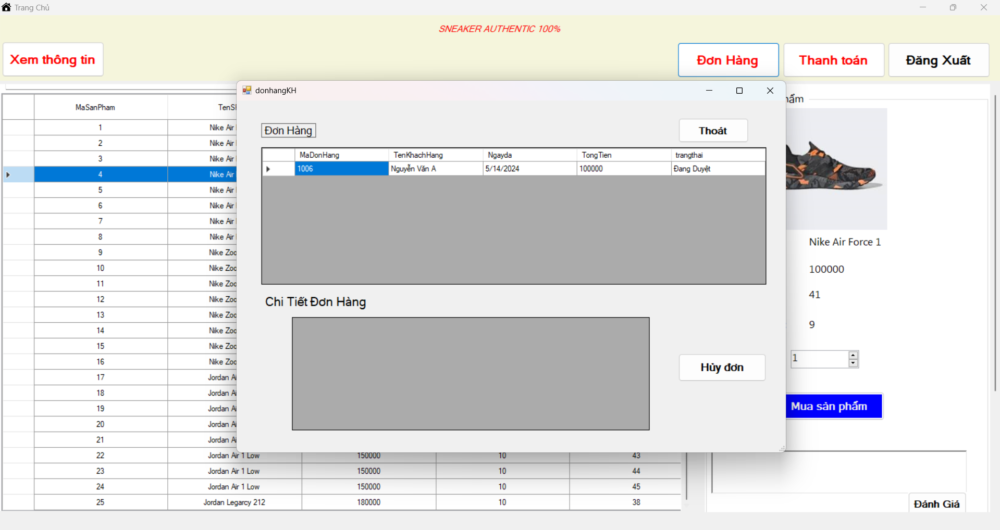 Trang Chủ
SNEAKER AUTHENTIC 100%
Xem thông tin
Đơn Hàng
Thanh toán
Đăng Xuất
donhangKH
Đơn Hàng
Thoát
MaDonHang TenKhachHang Ngayda TongTien trangthai
1006 Nguyễn Văn A 5/14/2024 100000 Đang Duyệt
Chi Tiết Đơn Hàng
Hủy đơn
MaSanPham
1 Nike Air
2 Nike Air
3 Nike Air
4 Nike Air
5 Nike Air
6 Nike Air
7 Nike Air
8 Nike Air
9 Nike Zoo
10 Nike Zoo
11 Nike Zoo
12 Nike Zoo
13 Nike Zoo
14 Nike Zoo
15 Nike Zoo
16 Nike Zoo
17 Jordan Ai
18 Jordan Ai
19 Jordan Ai
20 Jordan Ai
21 Jordan Ai
22 Jordan Air 1 Low 150000 10 43
23 Jordan Air 1 Low 150000 10 44
24 Jordan Air 1 Low 150000 10 45
25 Jordan Legarcy 212 180000 10 38
Nike Air Force 1
100000
41
9
1
Mua sản phẩm
Đánh Giá